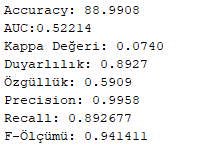 Accuracy: 88.9908
AUC:0.52214
Kappa Değeri: 0.0740
Duyarlılık: 0.8927
Özgüllük: 0.5909
Precision: 0.9958
Recall: 0.892677
F-Ölçümü: 0.941411